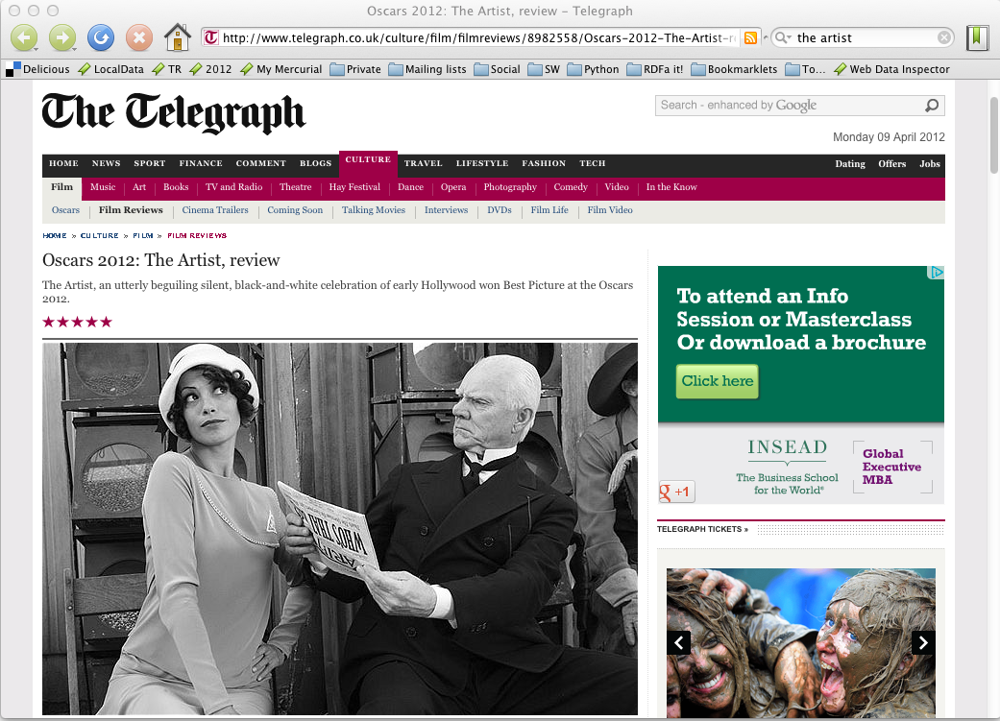 Oscars 2012: The Artist, review – Telegraph
http://www.telegraph.co.uk/culture/film/filmreviews/8982558/Oscars-2012-The-Artist-r
the artist
Delicious LocalData TR 2012 My Mercurial Private Mailing lists Social SW Python RDFa it! Bookmarklets To... Web Data Inspector
The Telegraph
Search - enhanced by Google
Monday 09 April 2012
HOME NEWS SPORT FINANCE COMMENT BLOGS CULTURE TRAVEL LIFESTYLE FASHION TECH Dating Offers Jobs
Film Music Art Books TV and Radio Theatre Hay Festival Dance Opera Photography Comedy Video In the Know
Oscars Film Reviews Cinema Trailers Coming Soon Talking Movies Interviews DVDs Film Life Film Video
HOME » CULTURE » FILM » FILM REVIEWS
Oscars 2012: The Artist, review
The Artist, an utterly beguiling silent, black-and-white celebration of early Hollywood won Best Picture at the Oscars
2012.
WHO'S THAT
To attend an Info
Session or Masterclass
Or download a brochure
Click here
INSEAD
The Business School
for the World®
Global
Executive
MBA
g +1
TELEGRAPH TICKETS »